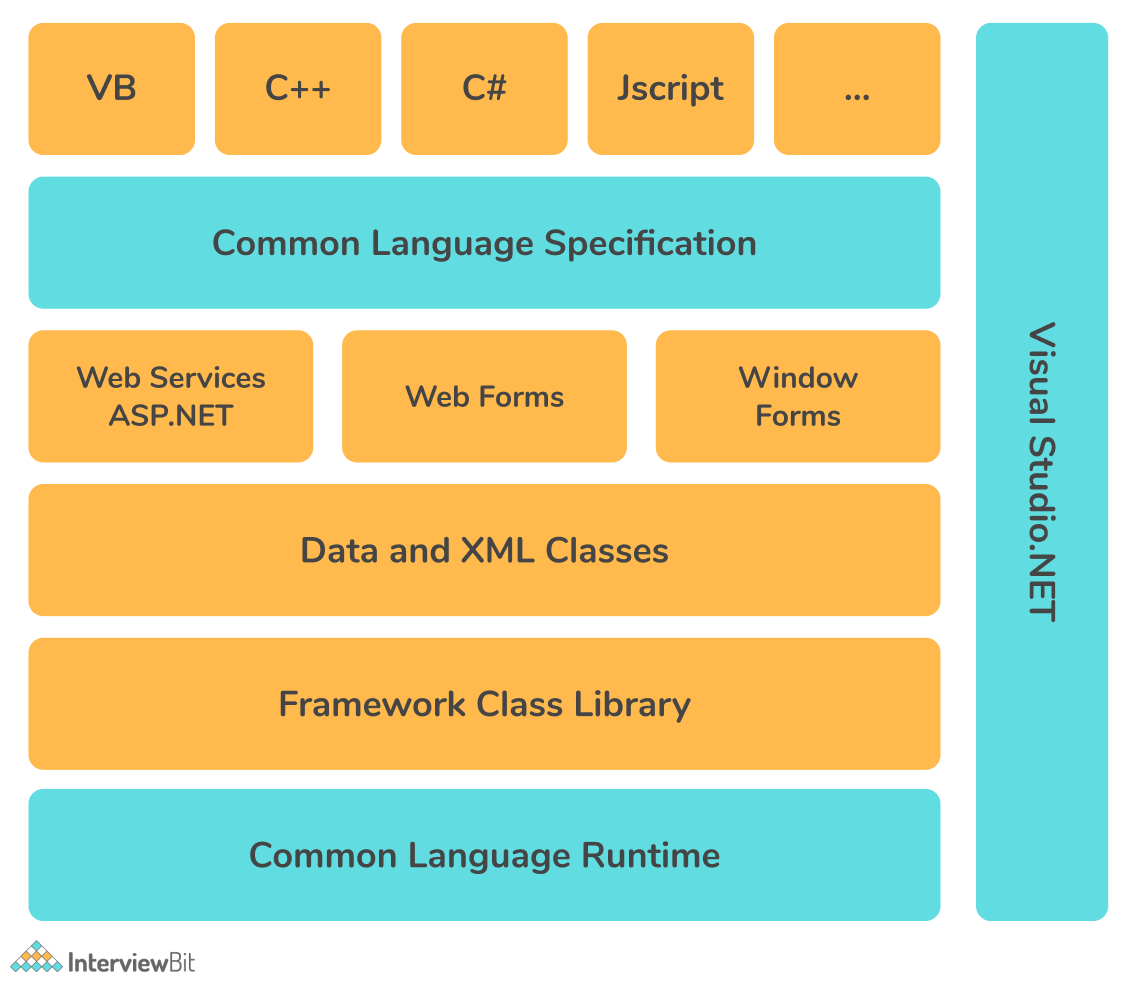 VB
C++
C#
Jscript
...
Common Language Specification
Web Services
ASP.NET
Web Forms
Window
Forms
Data and XML Classes
Framework Class Library
Common Language Runtime
Visual Studio.NET
InterviewBit